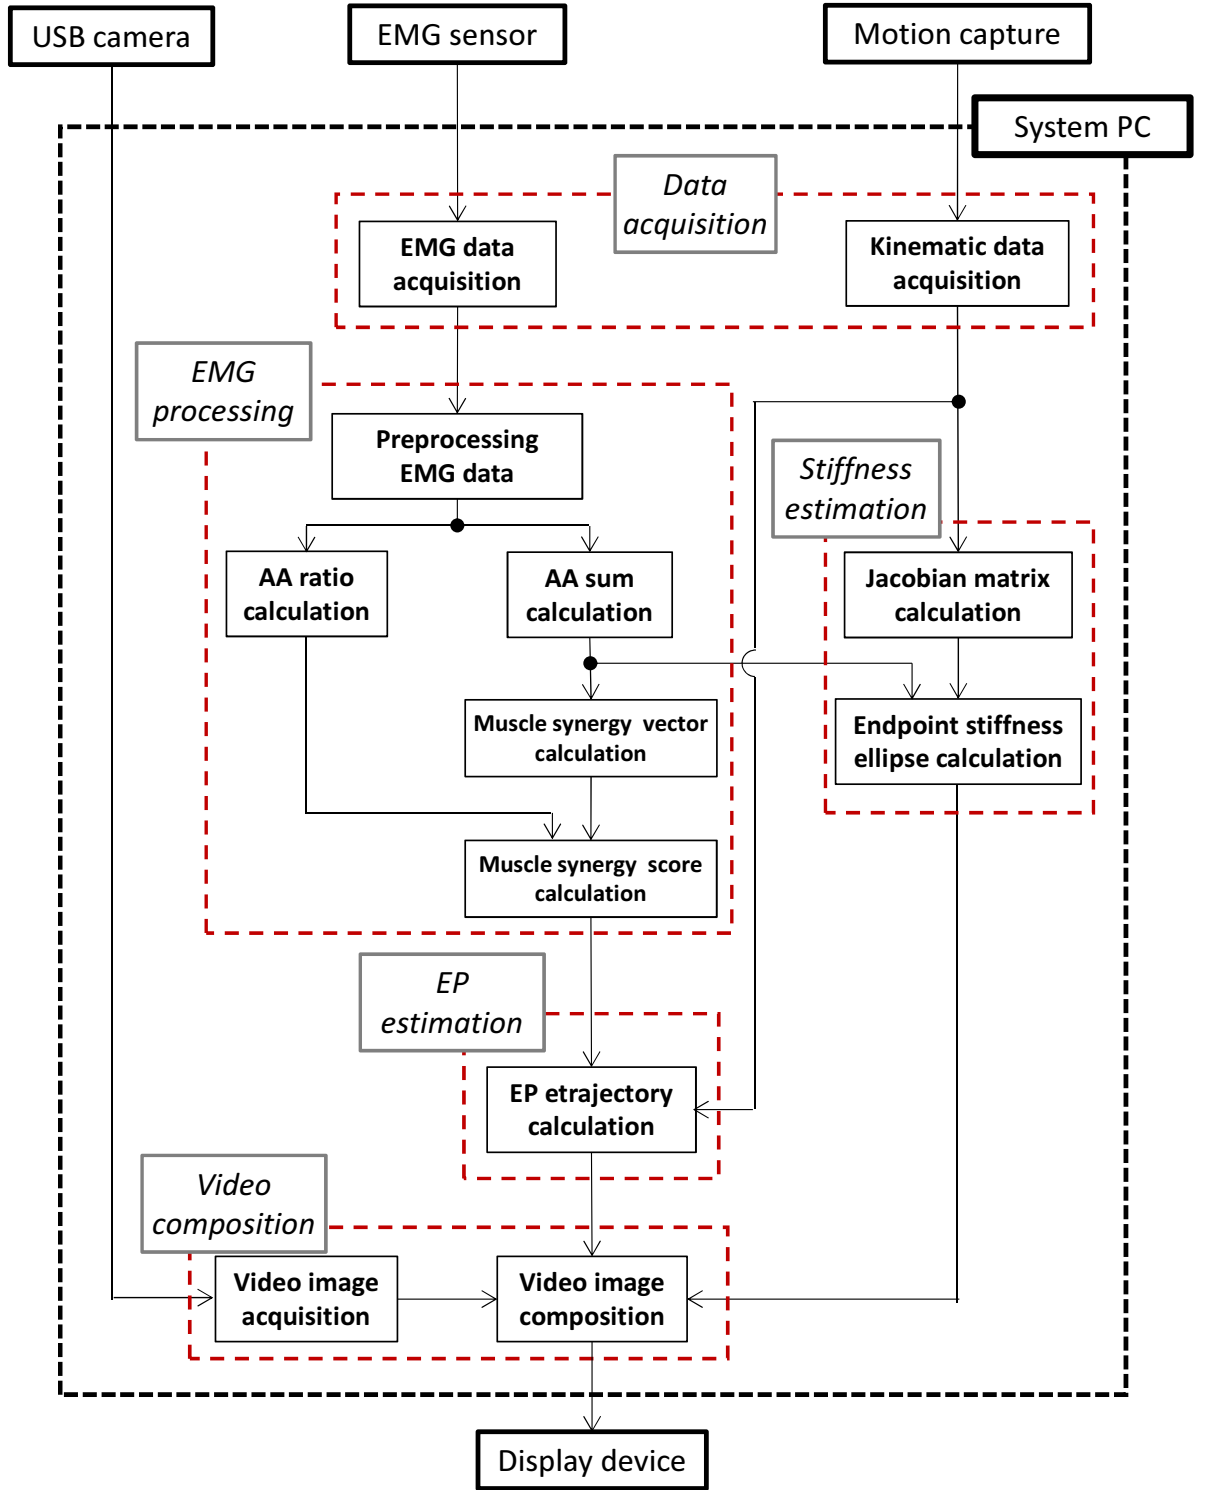 USB camera
EMG sensor
Motion capture
System PC
Data
acquisition
EMG data
acquisition
Kinematic data
acquisition
EMG
processing
Preprocessing
EMG data
Stiffness
estimation
AA ratio
calculation
AA sum
calculation
Jacobian matrix
calculation
Muscle synergy vector
calculation
Endpoint stiffness
ellipse calculation
Muscle synergy score
calculation
EP
estimation
EP etrajectory
calculation
Video
composition
Video image
acquisition
Video image
composition
Display device